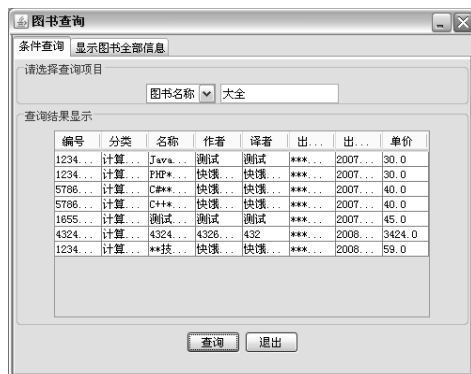 图书查询
条件查询 显示图书全部信息
请选择查询项目
图书名称 大全
查询结果显示
编号 分类 名称 作者 译者 出... 出... 单价
1234... 计算... Java... 测试 测试 ***... 2007... 30.0
1234... 计算... PHP*... 快饿... 快饿... ***... 2007... 30.0
5786... 计算... C#**... 快饿... 快饿... ***... 2007... 40.0
5786... 计算... C++*... 快饿... 快饿... ***... 2007... 40.0
1655... 计算... 测试... 测试 测试 ***... 2007... 45.0
4324... 计算... 4324... 4326... 432 ***... 2008... 3424.0
1234... 计算... **技... 快饿... 快饿... ***... 2008... 59.0
查询 退出